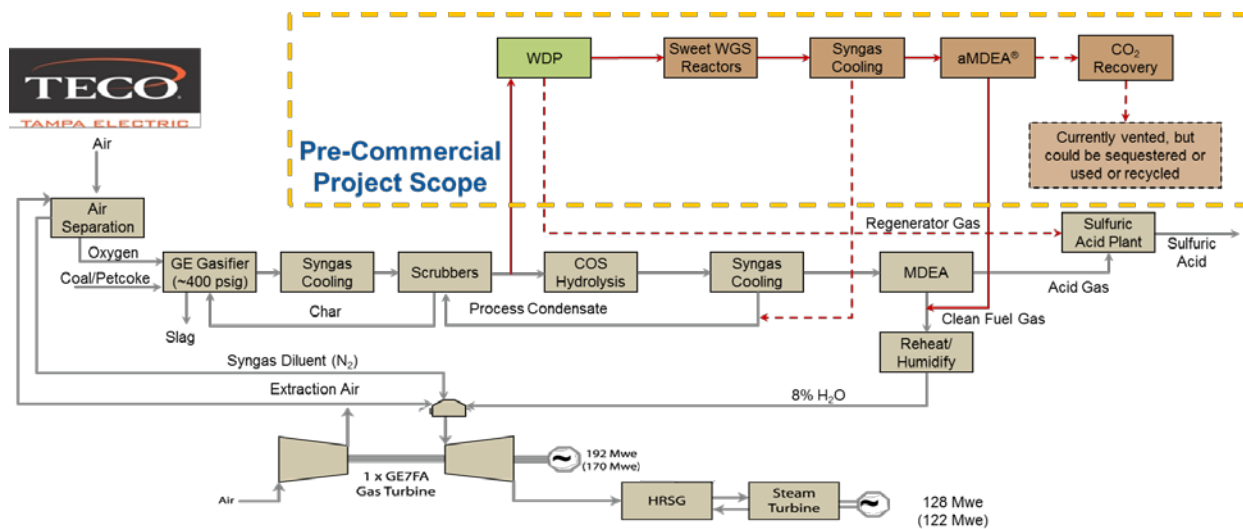 TECO.
TAMPA ELECTRIC
WDP
Sweet WGS
Reactors
Syngas
Cooling
aMDEA®
CO2
Recovery
Currently vented, but
could be sequestered or
used or recycled
Pre-Commercial
Project Scope
Air
Air
Separation
Oxygen
Coal/Petcoke
GE Gasifier
(~400 psig)
Syngas
Cooling
Scrubbers
COS
Hydrolysis
Syngas
Cooling
MDEA
Regenerator Gas
Sulfuric
Acid Plant
Sulfuric
Acid
Acid Gas
Char
Process Condensate
Slag
Clean Fuel Gas
Reheat/
Humidify
Syngas Diluent (N2)
Extraction Air
8% H2O
1 x GE7FA
Gas Turbine
192 Mwe
(170 Mwe)
Air
HRSG
Steam
Turbine
128 Mwe
(122 Mwe)